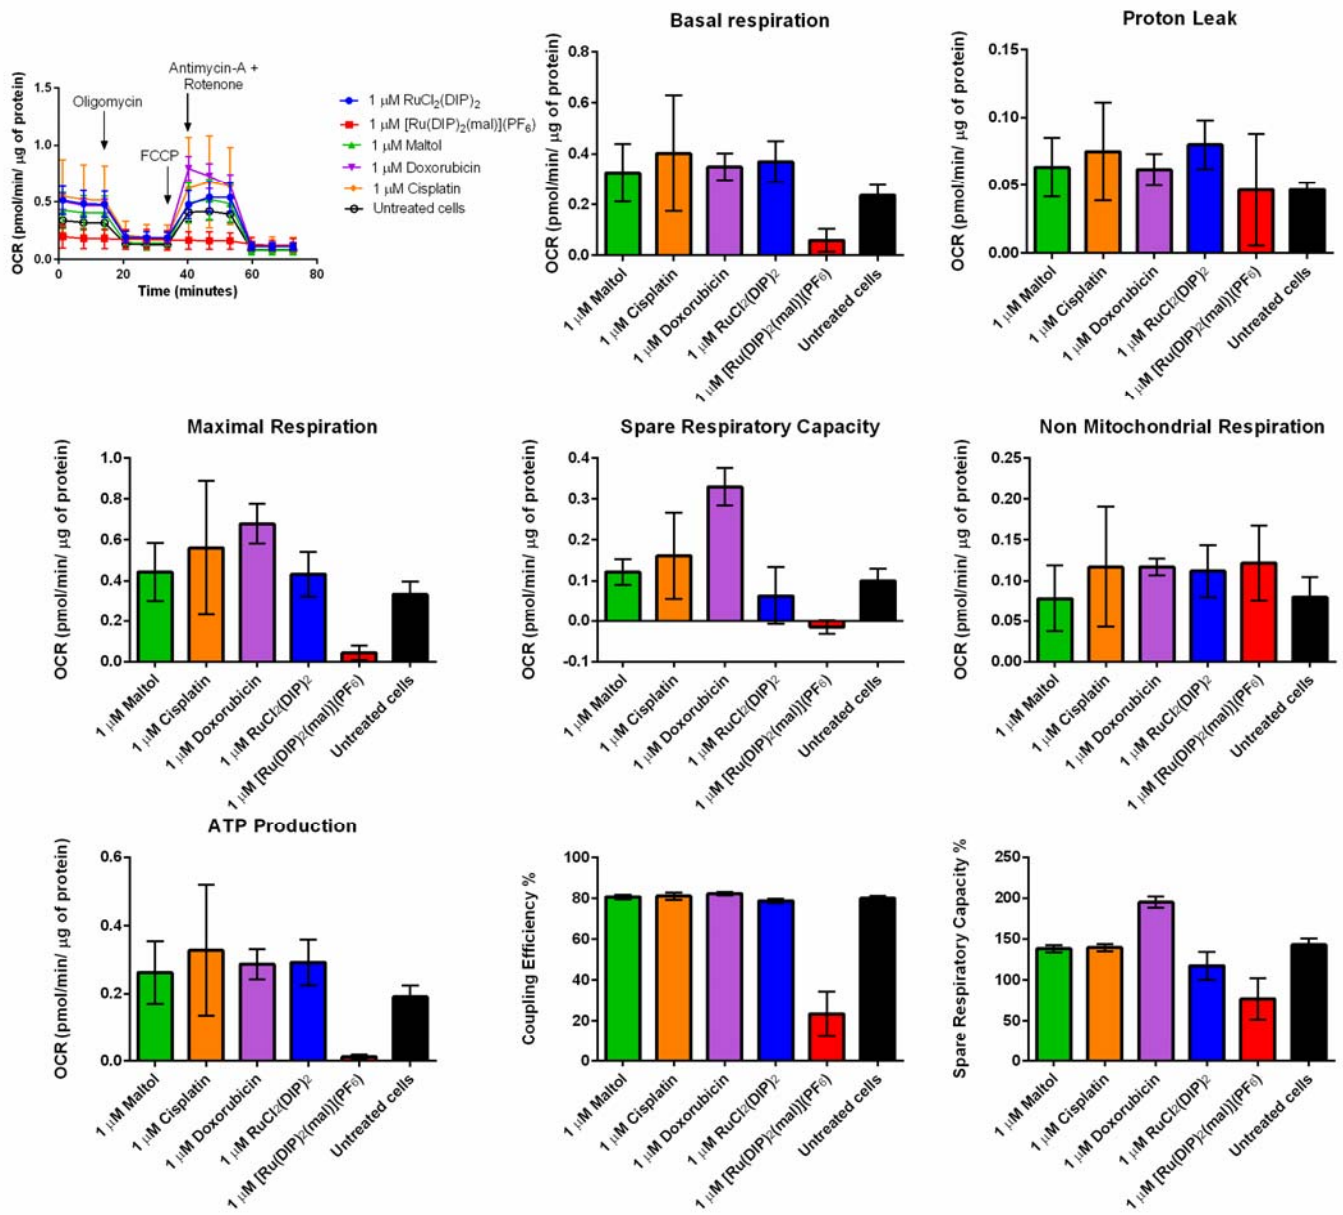 OCR (pmol/min/ µg of protein)
1.5
1.0
0.5
0.0
0
20
40
60
80
Time (minutes)
Oligomycin
FCCP
Antimycin-A +
Rotenone
1 µM RuCl2(DIP)2
1 µM [Ru(DIP)2(mal)](PF6)
1 µM Maltol
1 µM Doxorubicin
1 µM Cisplatin
Untreated cells
Basal respiration
OCR (pmol/min/ µg of protein)
0.8
0.6
0.4
0.2
0.0
1 µM Maltol
1 µM Cisplatin
1 µM Doxorubicin
1 µM RuCl2(DIP)2
1 µM [Ru(DIP)2(mal)](PF6)
Untreated cells
Proton Leak
OCR (pmol/min/ µg of protein)
0.15
0.10
0.05
0.00
1 µM Maltol
1 µM Cisplatin
1 µM Doxorubicin
1 µM RuCl2(DIP)2
1 µM [Ru(DIP)2(mal)](PF6)
Untreated cells
Maximal Respiration
OCR (pmol/min/ µg of protein)
1.0
0.8
0.6
0.4
0.2
0.0
1 µM Maltol
1 µM Cisplatin
1 µM Doxorubicin
1 µM RuCl2(DIP)2
1 µM [Ru(DIP)2(mal)](PF6)
Untreated cells
Spare Respiratory Capacity
OCR (pmol/min/ µg of protein)
0.4
0.3
0.2
0.1
0.0
-0.1
1 µM Maltol
1 µM Cisplatin
1 µM Doxorubicin
1 µM RuCl2(DIP)2
1 µM [Ru(DIP)2(mal)](PF6)
Untreated cells
Non Mitochondrial Respiration
OCR (pmol/min/ µg of protein)
0.25
0.20
0.15
0.10
0.05
0.00
1 µM Maltol
1 µM Cisplatin
1 µM Doxorubicin
1 µM RuCl2(DIP)2
1 µM [Ru(DIP)2(mal)](PF6)
Untreated cells
ATP Production
OCR (pmol/min/ µg of protein)
0.6
0.4
0.2
0.0
1 µM Maltol
1 µM Cisplatin
1 µM Doxorubicin
1 µM RuCl2(DIP)2
1 µM [Ru(DIP)2(mal)](PF6)
Untreated cells
Coupling Efficiency %
100
80
60
40
20
0
1 µM Maltol
1 µM Cisplatin
1 µM Doxorubicin
1 µM RuCl2(DIP)2
1 µM [Ru(DIP)2(mal)](PF6)
Untreated cells
Spare Respiratory Capacity %
250
200
150
100
50
0
1 µM Maltol
1 µM Cisplatin
1 µM Doxorubicin
1 µM RuCl2(DIP)2
1 µM [Ru(DIP)2(mal)](PF6)
Untreated cells